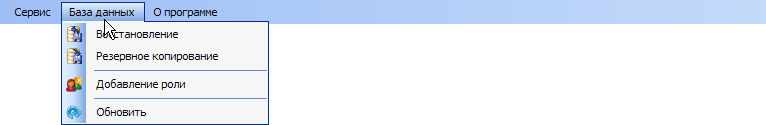 Сервис База данных О программе
Восстановление
Резервное копирование
Добавление роли
Обновить